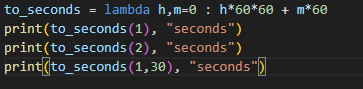 to_seconds = lambda h,m=0 : h*60*60 + m*60
print(to_seconds(1), "seconds")
print(to_seconds(2), "seconds")
print(to_seconds(1,30), "seconds")